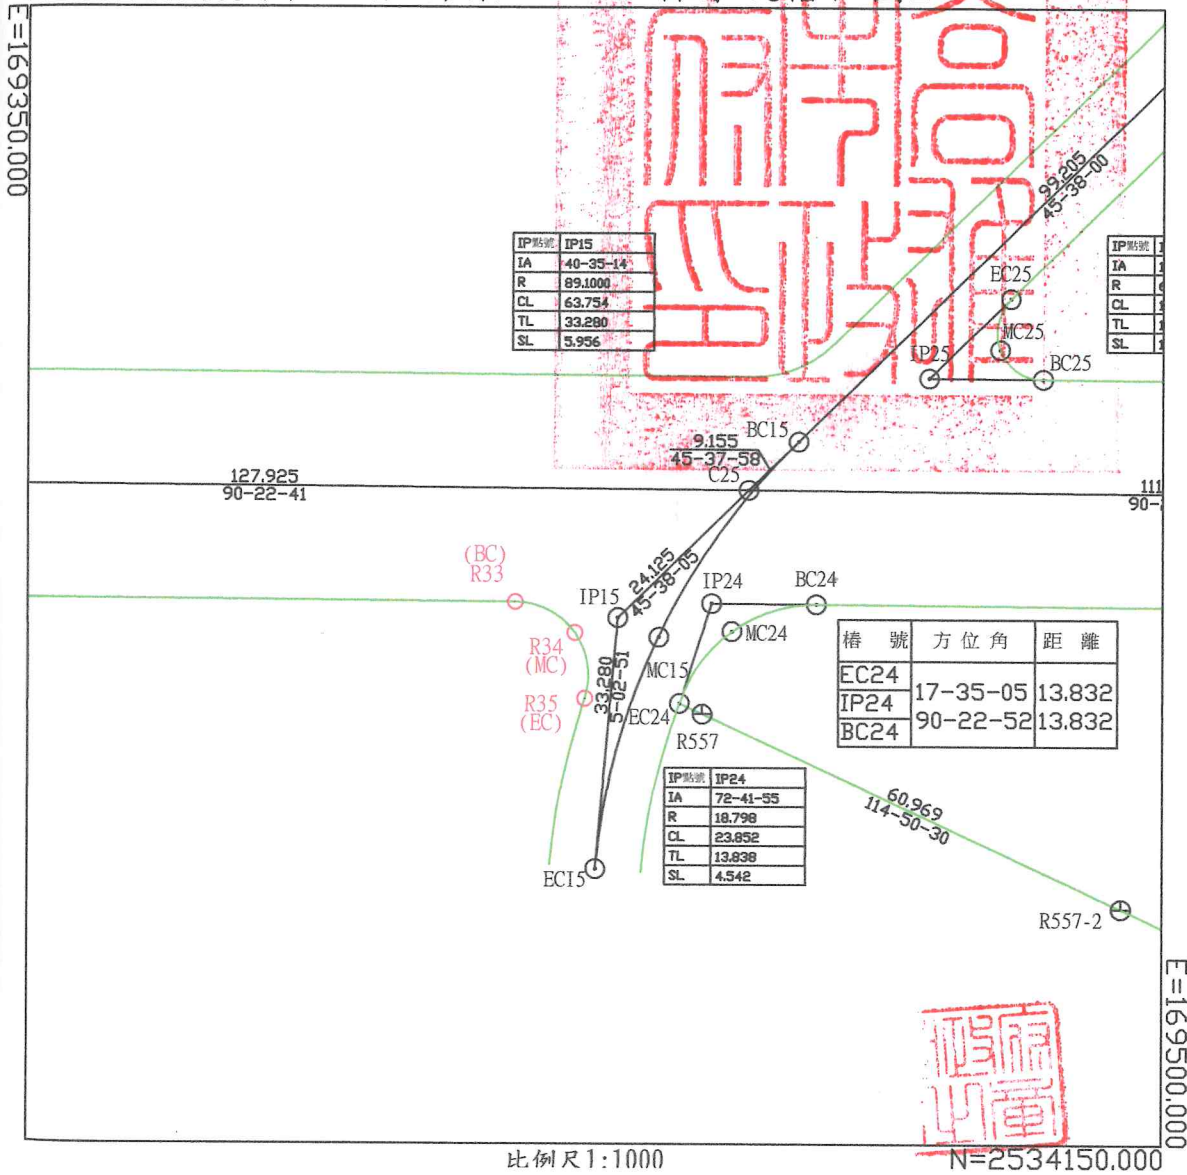 E=169350.000
99.205
45-38-00
IP點號 IP15
IA 40-35-14
R 89.1000
CL 63.754
TL 33.280
SL 5.956
IP點號
IA
R
CL
TL
SL
EC25
MC25
IP25
BC25
BC15
9.155
45-37-58
C25
127.925
90-22-41
111
90-
(BC)
R33
24.125
45-38-05
IP15
IP24
BC24
R34
(MC)
MC24
MC15
33.280
5-02-51
R35
(EC)
EC24
R557
樁號 方位角 距離
EC24
IP24
BC24
17-35-05 13.832
90-22-52 13.832
IP點號 IP24
IA 72-41-55
R 18.798
CL 23.852
TL 13.838
SL 4.542
60.969
114-50-30
EC15
R557-2
E=169500.000
比例尺1:1000
N=2534150.000